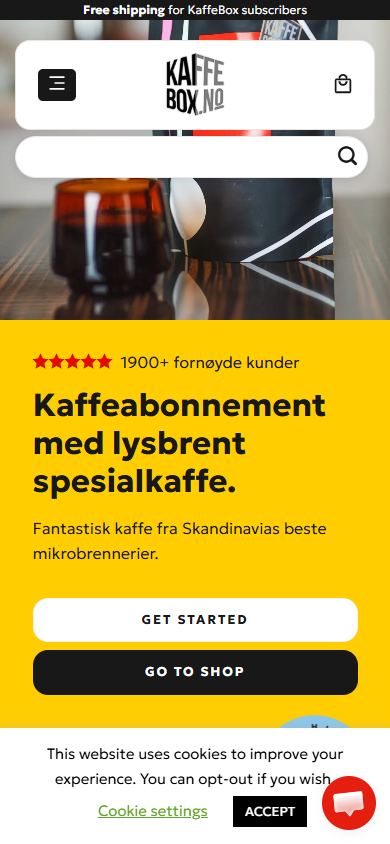 Free shipping for KaffeBox subscribers
KAFFE
BOX.NO
1900+ fornøyde kunder
Kaffeabonnement
med lysbrent
spesialkaffe.
Fantastisk kaffe fra Skandinavias beste
mikrobrennerier.
GET STARTED
GO TO SHOP
This website uses cookies to improve your
experience. You can opt-out if you wish.
Cookie settings
ACCEPT